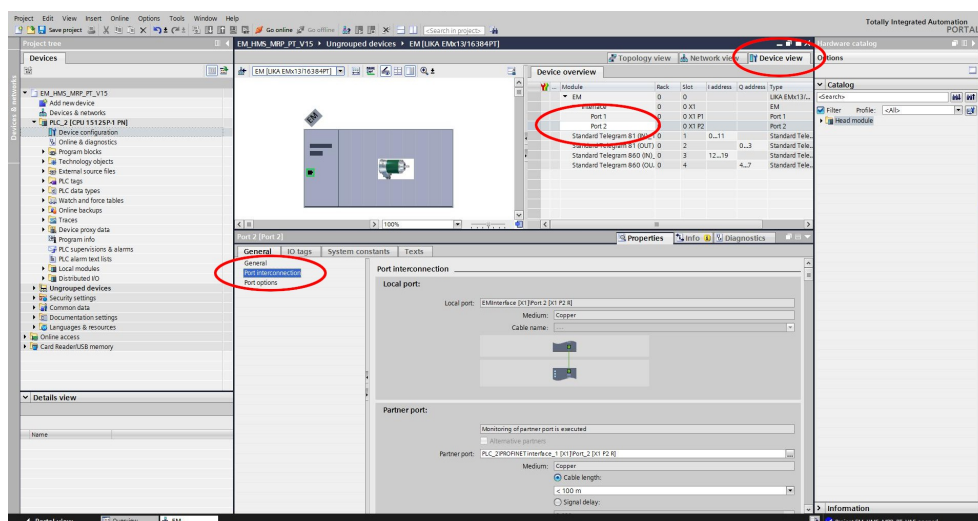 Project Edit View Insert Online Options Tools Window Help
Totally Integrated Automation
PORTAL
Save project Go online Go offline <Search in project>
Project tree
EM_HMS_MRP_PT_V15 Ungrouped devices EM [LIKA EMx13/16384PT]
Hardware catalog
Devices
Topology view Network view Device view
Options
EM [LIKA EMx13/16384PT]
Device overview
Module Rack Slot I address Q address Type
EM 0 0 LIKA EMx13/...
Interface 0 0 X1 EM
Port 1 0 0 X1 P1 Port 1
Port 2 0 0 X1 P2 Port 2
Standard Telegram 81 (IN)_ 0 1 0...11 Standard Tele..
Standard Telegram 81 (OUT) 0 2 0...3 Standard Tele..
Standard Telegram 860 (IN)_ 0 3 12...19 Standard Tele..
Standard Telegram 860 (OU. 0 4 4...7 Standard Tele..
EM
100%
Catalog
<Search>
Filter Profile: <All>
Head module
Devices & networks
EM_HMS_MRP_PT_V15
Add new device
Devices & networks
PLC_2 [CPU 1512SP-1 PN]
Device configuration
Online & diagnostics
Program blocks
Technology objects
External source files
PLC tags
PLC data types
Watch and force tables
Online backups
Traces
Device proxy data
Program info
PLC supervisions & alarms
PLC alarm text lists
Local modules
Distributed I/O
Ungrouped devices
Security settings
Common data
Documentation settings
Languages & resources
Online access
Card Reader/USB memory
Details view
Name
Port 2 [Port 2]
Properties Info Diagnostics
General IO tags System constants Texts
General
Port interconnection
Port options
Port interconnection
Local port:
Local port: EM\Interface [X1]\Port 2 [X1 P2 R]
Medium: Copper
Cable name: ---
Partner port:
Monitoring of partner port is executed
Alternative partners
Partner port: PLC_2\PROFINET interface_1 [X1]\Port_2 [X1 P2 R]
Medium: Copper
Cable length:
< 100 m
Signal delay:
Information
Portal view Overview EM